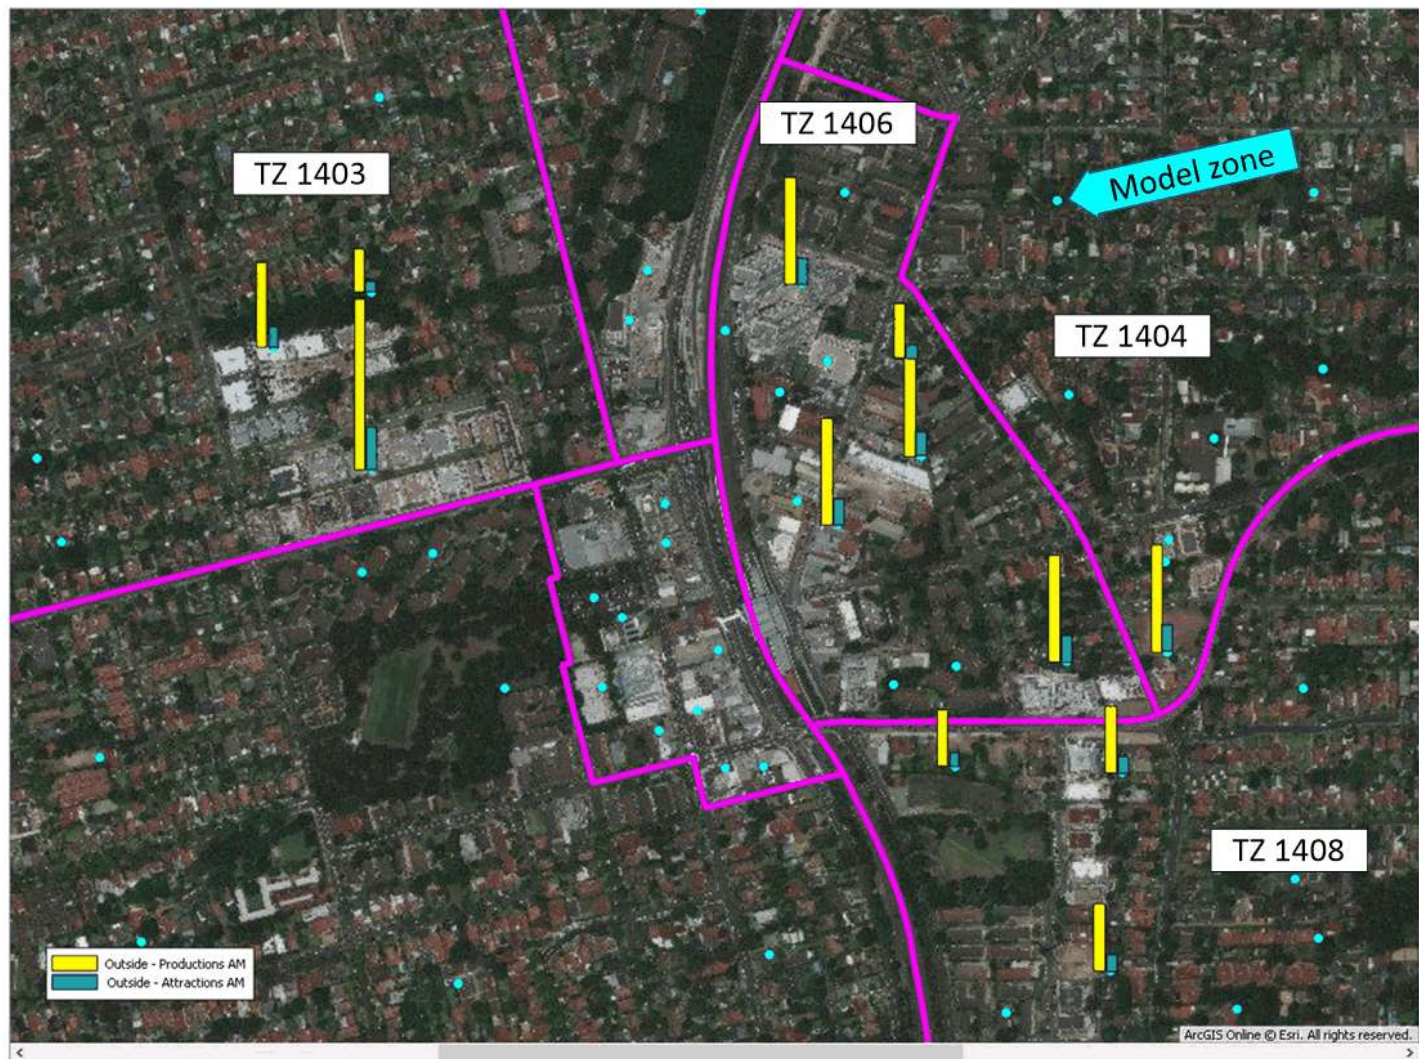 TZ 1406
TZ 1403
Model zone
TZ 1404
TZ 1408
Outside - Productions AM
Outside - Attractions AM
ArcGIS Online © Esri. All rights reserved.